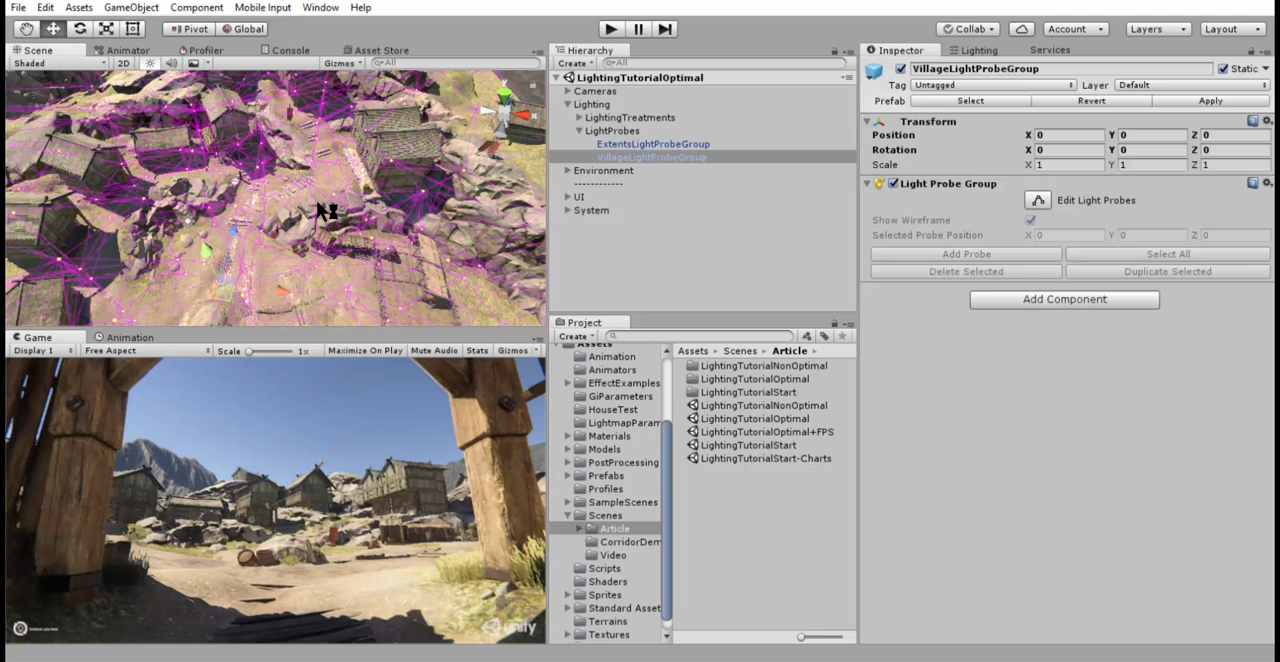 File Edit Assets GameObject Component Mobile Input Window Help
Pivot Global Collab Account Layers Layout
Scene Animator Profiler Console Asset Store
Shaded 2D Gizmos All
Hierarchy
Create All
LightingTutorialOptimal
Cameras
Lighting
LightingTreatments
LightProbes
ExtentsLightProbeGroup
VillageLightProbeGroup
Environment
------------
UI
System
Inspector Lighting Services
VillageLightProbeGroup Static
Tag Untagged Layer Default
Prefab Select Revert Apply
Transform
Position X 0 Y 0 Z 0
Rotation X 0 Y 0 Z 0
Scale X 1 Y 1 Z 1
Light Probe Group
Edit Light Probes
Show Wireframe
Selected Probe Position X 0 Y 0 Z 0
Add Probe Select All
Delete Selected Duplicate Selected
Add Component
Game Animation
Display 1 Free Aspect Scale 1x Maximize On Play Mute Audio Stats Gizmos
unity
Project
Create
Assets
Animation
Animators
EffectExamples
GiParameters
HouseTest
LightmapParam
Materials
Models
PostProcessing
Prefabs
Profiles
SampleScenes
Scenes
Article
CorridorDem
Video
Scripts
Shaders
Sprites
Standard Asset
Terrains
Textures
Assets Scenes Article
LightingTutorialNonOptimal
LightingTutorialOptimal
LightingTutorialStart
LightingTutorialNonOptimal
LightingTutorialOptimal
LightingTutorialOptimal+FPS
LightingTutorialStart
LightingTutorialStart-Charts